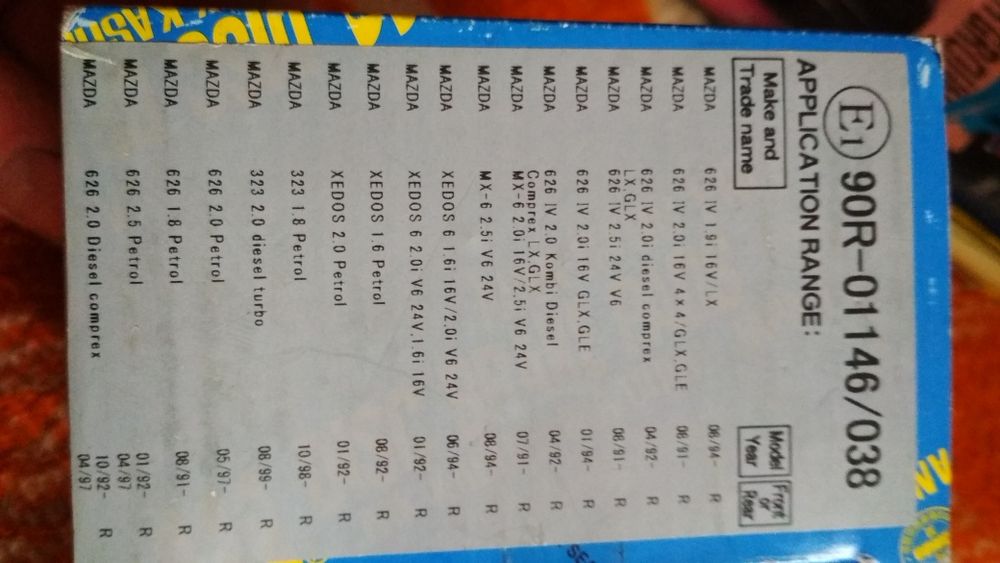 E1 90R-01146/038
APPLICATION RANGE:
Make and Trade name Model Year Front or Rear
MAZDA 626 IV 1.9i 16V/LX 08/94- R
MAZDA 626 IV 2.0i 16V 4x4/GLX,GLE 08/91- R
MAZDA 626 IV 2.0i diesel comprex 04/92- R
LX,GLX
MAZDA 626 IV 2.5i 24V V6 08/91- R
MAZDA 626 IV 2.0i 16V GLX,GLE 01/94- R
MAZDA 626 IV 2.0 Kombi Diesel 04/92- R
Comprex LX,GLX
MAZDA MX-6 2.0i 16V/2.5i V6 24V 07/91- R
MAZDA MX-6 2.5i V6 24V 08/94- R
MAZDA XEDOS 6 1.6i 16V/2.0i V6 24V 06/94- R
MAZDA XEDOS 6 2.0i V6 24V,1.6i 16V 01/92- R
MAZDA XEDOS 1.6 Petrol 08/92- R
MAZDA XEDOS 2.0 Petrol 01/92- R
MAZDA 323 1.8 Petrol 10/98- R
MAZDA 323 2.0 diesel turbo 08/99- R
MAZDA 626 2.0 Petrol 05/97- R
MAZDA 626 1.8 Petrol 08/91- R
MAZDA 626 2.5 Petrol 01/92- R
04/97
MAZDA 626 2.0 Diesel comprex 10/92- R
04/97